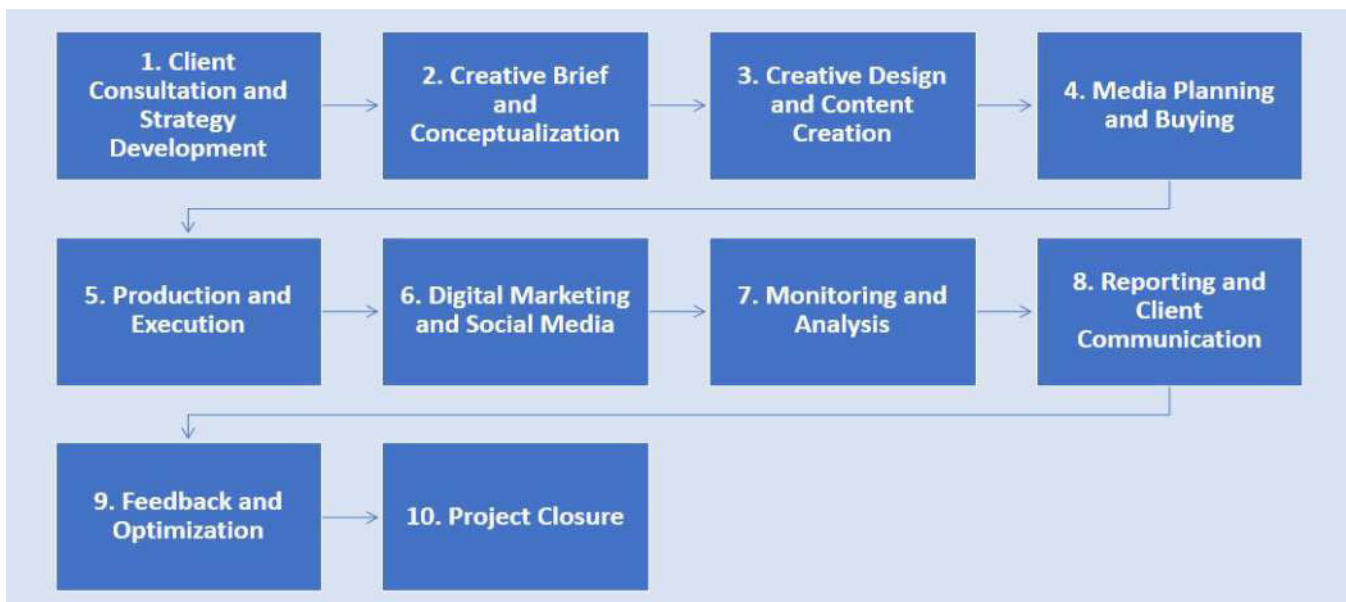 1. Client
Consultation and
Strategy
Development
2. Creative Brief
and
Conceptualization
3. Creative Design
and Content
Creation
4. Media Planning
and Buying
5. Production and
Execution
6. Digital Marketing
and Social Media
7. Monitoring and
Analysis
8. Reporting and
Client
Communication
9. Feedback and
Optimization
10. Project Closure